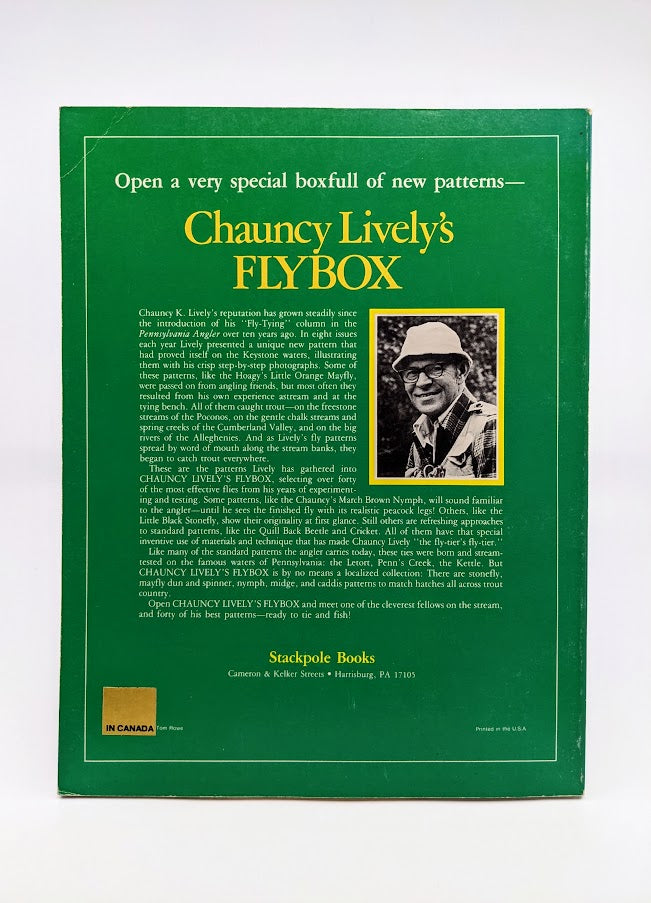 Open a very special boxfull of new patterns—
Chauncy Lively's
FLYBOX
Chauncy K. Lively's reputation has grown steadily since
the introduction of his "Fly-Tying" column in the
Pennsylvania Angler over ten years ago. In eight issues
each year Lively presented a unique new pattern that
had proved itself on the Keystone waters, illustrating
them with his crisp step-by-step photographs. Some of
these patterns, like the Hoagy's Little Orange Mayfly,
were passed on from angling friends, but most often they
resulted from his own experience astream and at the
tying bench. All of them caught trout—on the freestone
streams of the Poconos, on the gentle chalk streams and
spring creeks of the Cumberland Valley, and on the big
rivers of the Alleghenies. And as Lively's fly patterns
spread by word of mouth along the stream banks, they
began to catch trout everywhere.
These are the patterns Lively has gathered into
CHAUNCY LIVELY'S FLYBOX, selecting over forty
of the most effective flies from his years of experiment-
ing and testing. Some patterns, like the Chauncy's March Brown Nymph, will sound familiar
to the angler—until he sees the finished fly with its realistic peacock legs! Others, like the
Little Black Stonefly, show their originality at first glance. Still others are refreshing approaches
to standard patterns, like the Quill Back Beetle and Cricket. All of them have that special
inventive use of materials and technique that has made Chauncy Lively "the fly-tier's fly-tier."
Like many of the standard patterns the angler carries today, these ties were born and stream-
tested on the famous waters of Pennsylvania: the Letort, Penn's Creek, the Kettle. But
CHAUNCY LIVELY'S FLYBOX is by no means a localized collection: There are stonefly,
mayfly dun and spinner, nymph, midge, and caddis patterns to match hatches all across trout
country.
Open CHAUNCY LIVELY'S FLYBOX and meet one of the cleverest fellows on the stream,
and forty of his best patterns—ready to tie and fish!
Stackpole Books
Cameron & Kelker Streets • Harrisburg, PA 17105
IN CANADA Tom Rowe
Printed in the U.S.A